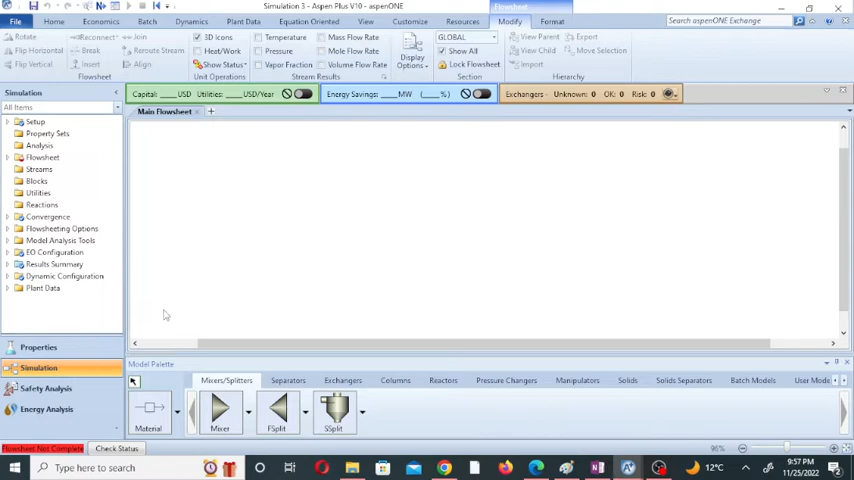 Simulation 3 - Aspen Plus V10 - aspenONE
Flowsheet
File Home Economics Batch Dynamics Plant Data Equation Oriented View Customize Resources Modify Format Search aspenONE Exchange
Rotate Reconnect Join 3D Icons Temperature Mass Flow Rate GLOBAL View Parent Export
Flip Horizontal Break Reroute Stream Heat/Work Pressure Mole Flow Rate Display Options Show All View Child Move Selection
Flip Vertical Insert Align Show Status Vapor Fraction Volume Flow Rate Lock Flowsheet Import
Flowsheet Unit Operations Stream Results Section Hierarchy
Simulation
Capital: ____USD Utilities: ____USD/Year Energy Savings: ____MW (____%) Exchangers - Unknown: 0 OK: 0 Risk: 0
All Items
Main Flowsheet
Setup
Property Sets
Analysis
Flowsheet
Streams
Blocks
Utilities
Reactions
Convergence
Flowsheeting Options
Model Analysis Tools
EO Configuration
Results Summary
Dynamic Configuration
Plant Data
Properties
Simulation
Safety Analysis
Energy Analysis
Model Palette
Mixers/Splitters Separators Exchangers Columns Reactors Pressure Changers Manipulators Solids Solids Separators Batch Models User Mode
Material Mixer FSplit SSplit
Flowsheet Not Complete Check Status 96%
Type here to search
12°C
9:57 PM
11/25/2022
2